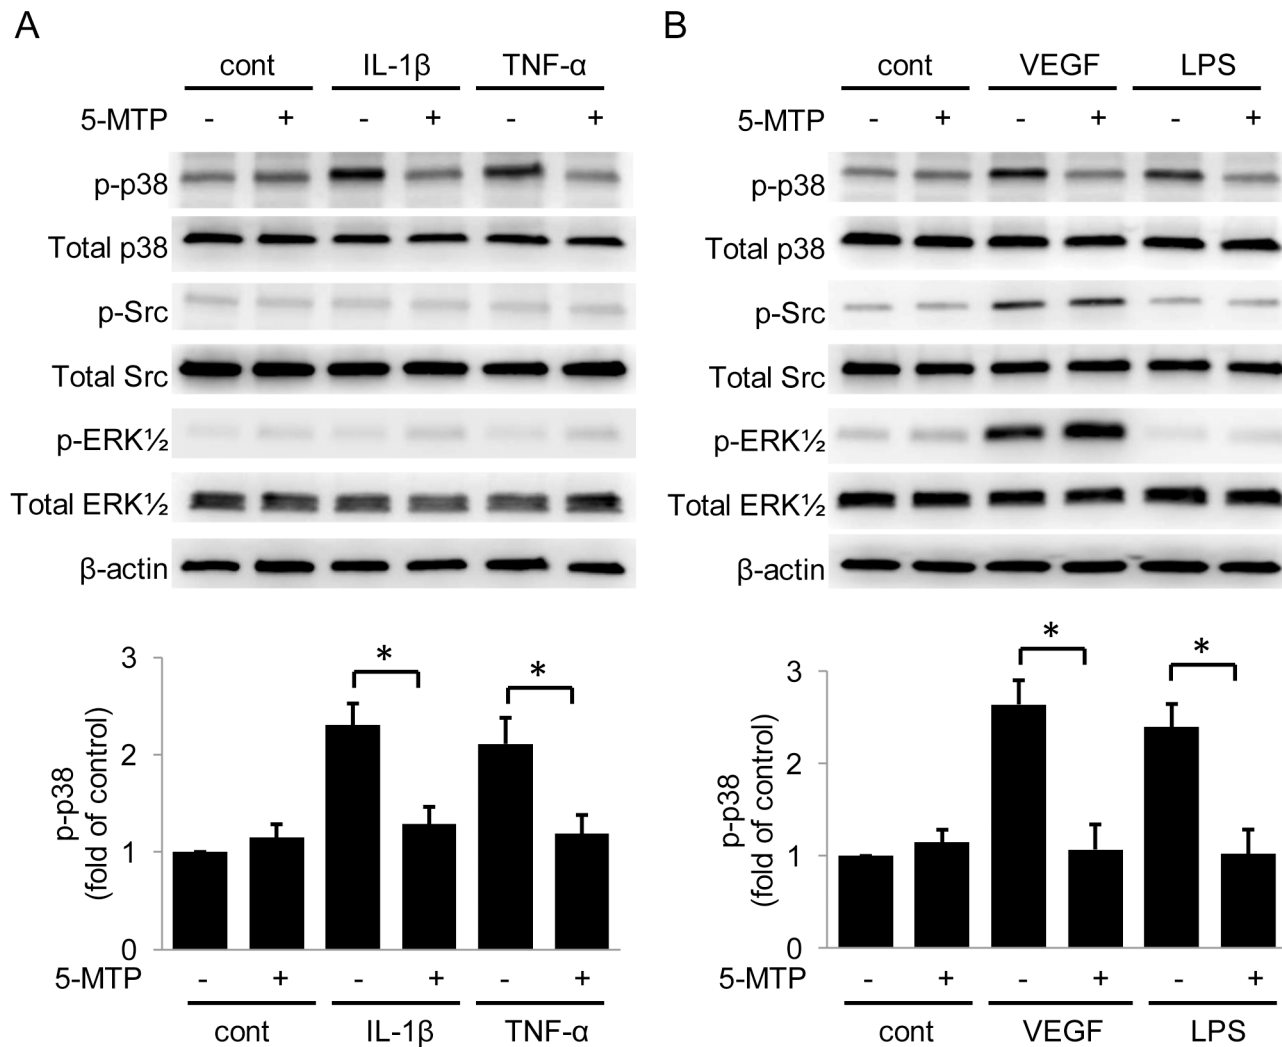 A
cont IL-1β TNF-α
5-MTP - + - + - +
p-p38
Total p38
p-Src
Total Src
p-ERK½
Total ERK½
β-actin
3
2
1
0
p-p38
(fold of control)
* *
5-MTP - + - + - +
cont IL-1β TNF-α
B
cont VEGF LPS
5-MTP - + - + - +
p-p38
Total p38
p-Src
Total Src
p-ERK½
Total ERK½
β-actin
3
2
1
0
p-p38
(fold of control)
* *
5-MTP - + - + - +
cont VEGF LPS